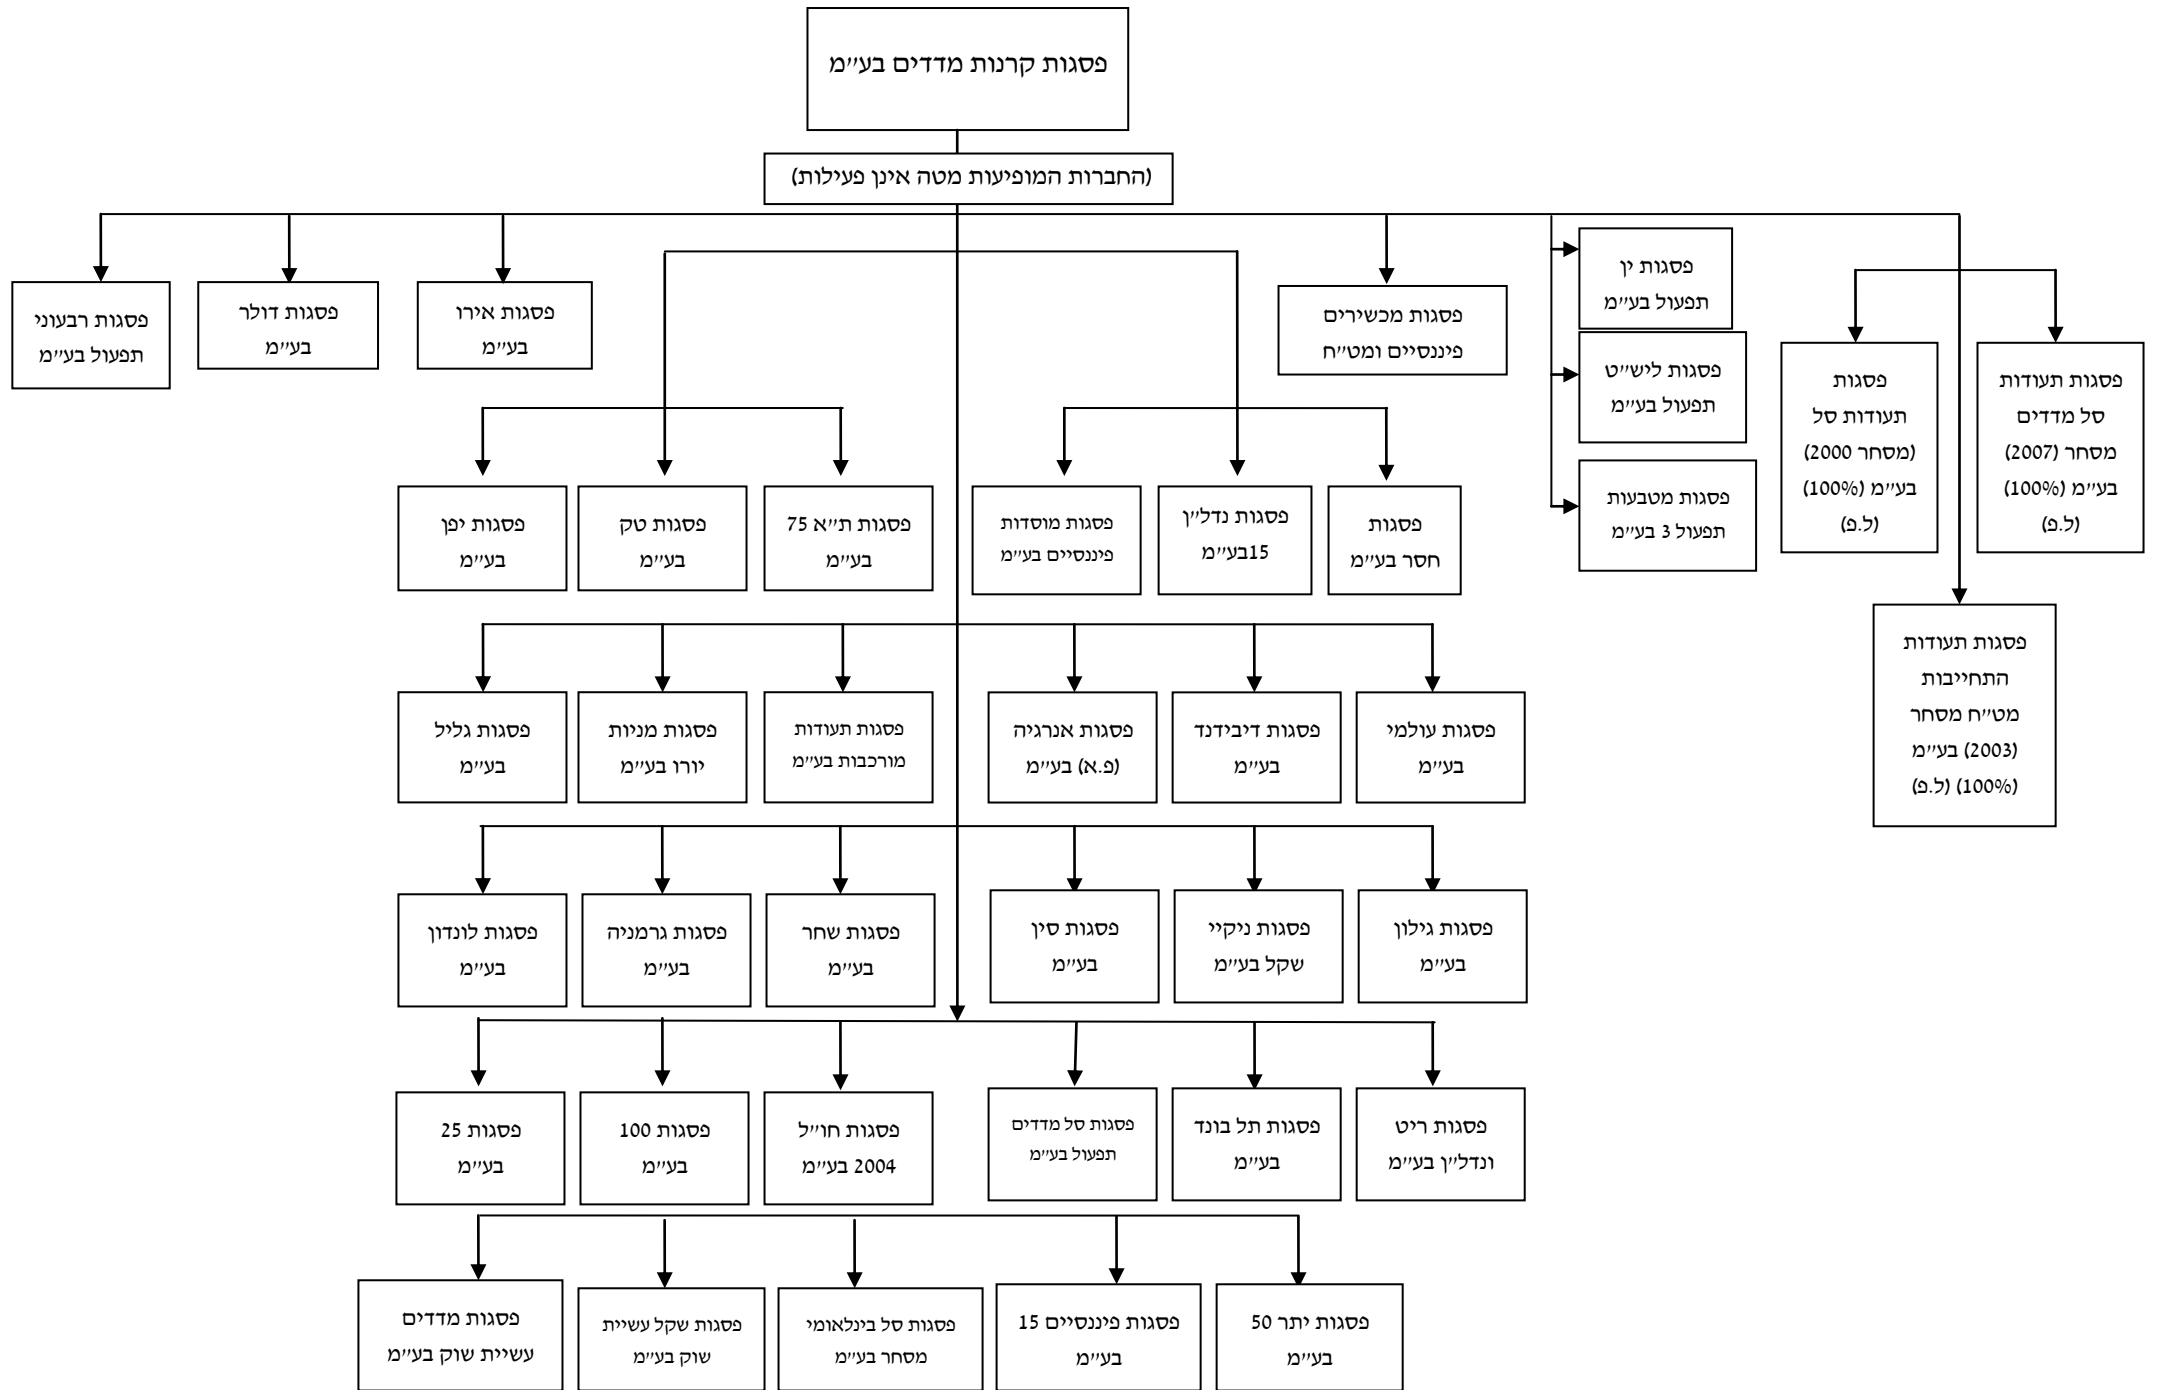 פסגות קרנות מדדים בע״מ
(החברות המופיעות מטה אינן פעילות)
פסגות ין
תפעול בע״מ
פסגות ליש״ט
תפעול בע״מ
פסגות מטבעות
תפעול 3 בע״מ
פסגות תעודות
סל מדדים
מסחר (2007)
בע״מ (100%)
(ל.פ)
פסגות
תעודות סל
(מסחר 2000)
בע״מ (100%)
(ל.פ)
פסגות תעודות
התחייבות
מט״ח מסחר
(2003) בע״מ
(100%) (ל.פ)
פסגות מכשירים
פיננסיים ומט״ח
פסגות אירו
בע״מ
פסגות דולר
בע״מ
פסגות רבעוני
תפעול בע״מ
פסגות
חסר בע״מ
פסגות נדל״ן
15בע״מ
פסגות מוסדות
פיננסיים בע״מ
פסגות ת״א 75
בע״מ
פסגות טק
בע״מ
פסגות יפן
בע״מ
פסגות עולמי
בע״מ
פסגות דיבידנד
בע״מ
פסגות אנרגיה
(פ.א) בע״מ
פסגות תעודות
מורכבות בע״מ
פסגות מניות
יורו בע״מ
פסגות גליל
בע״מ
פסגות גילון
בע״מ
פסגות ניקיי
שקל בע״מ
פסגות סין
בע״מ
פסגות שחר
בע״מ
פסגות גרמניה
בע״מ
פסגות לונדון
בע״מ
פסגות ריט
ונדל״ן בע״מ
פסגות תל בונד
בע״מ
פסגות סל מדדים
תפעול בע״מ
פסגות חו״ל
2004 בע״מ
פסגות 100
בע״מ
פסגות 25
בע״מ
פסגות יתר 50
בע״מ
פסגות פיננסיים 15
בע״מ
פסגות סל בינלאומי
מסחר בע״מ
פסגות שקל עשיית
שוק בע״מ
פסגות מדדים
עשיית שוק בע״מ